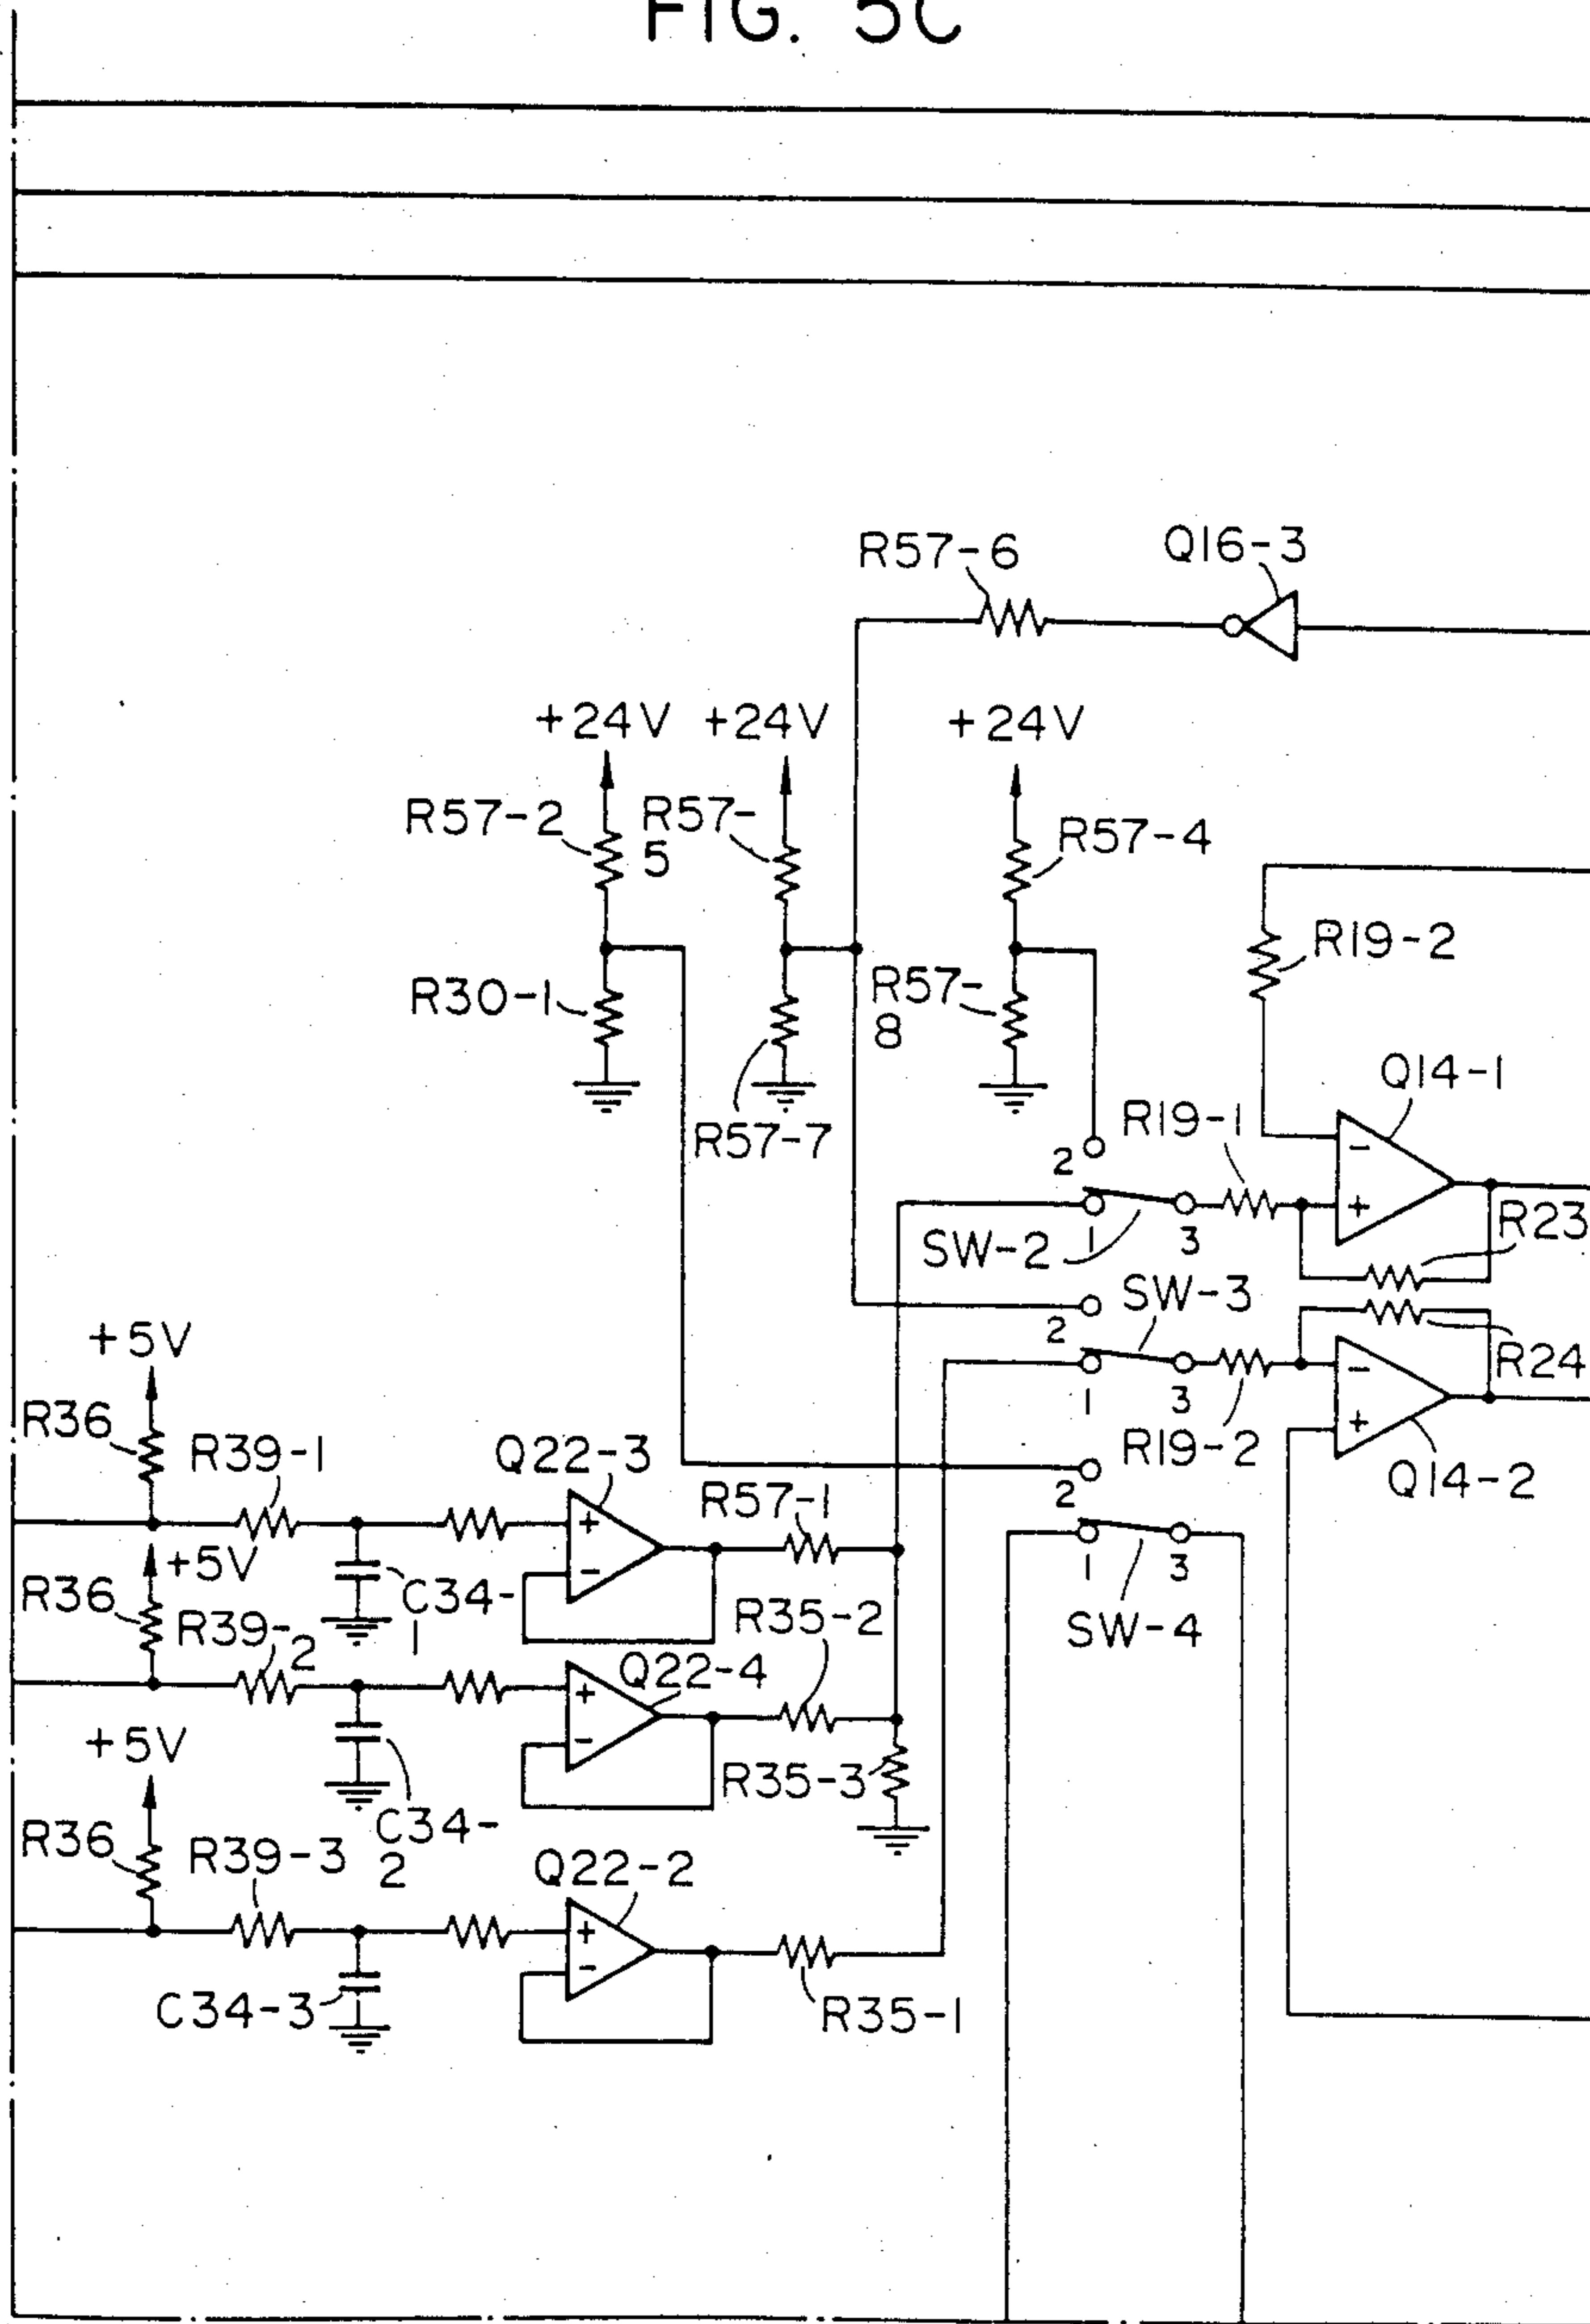 FIG. 5C
R57-6
Q16-3
+24V
+24V
+24V
R57-2
R57-
5
R57-4
R19-2
R30-1
R57-
8
Q14-1
R19-1
R57-7
2
-
+
R23
SW-2
1
3
SW-3
2
+5V
R24
-
+
1
3
R36
R39-1
Q22-3
R19-2
Q14-2
R57-1
2
+
-
+5V
1
3
R36
C34-
1
R39-
2
R35-2
SW-4
Q22-4
+
-
+5V
R35-3
C34-
2
R36
R39-3
Q22-2
+
-
C34-3
R35-1